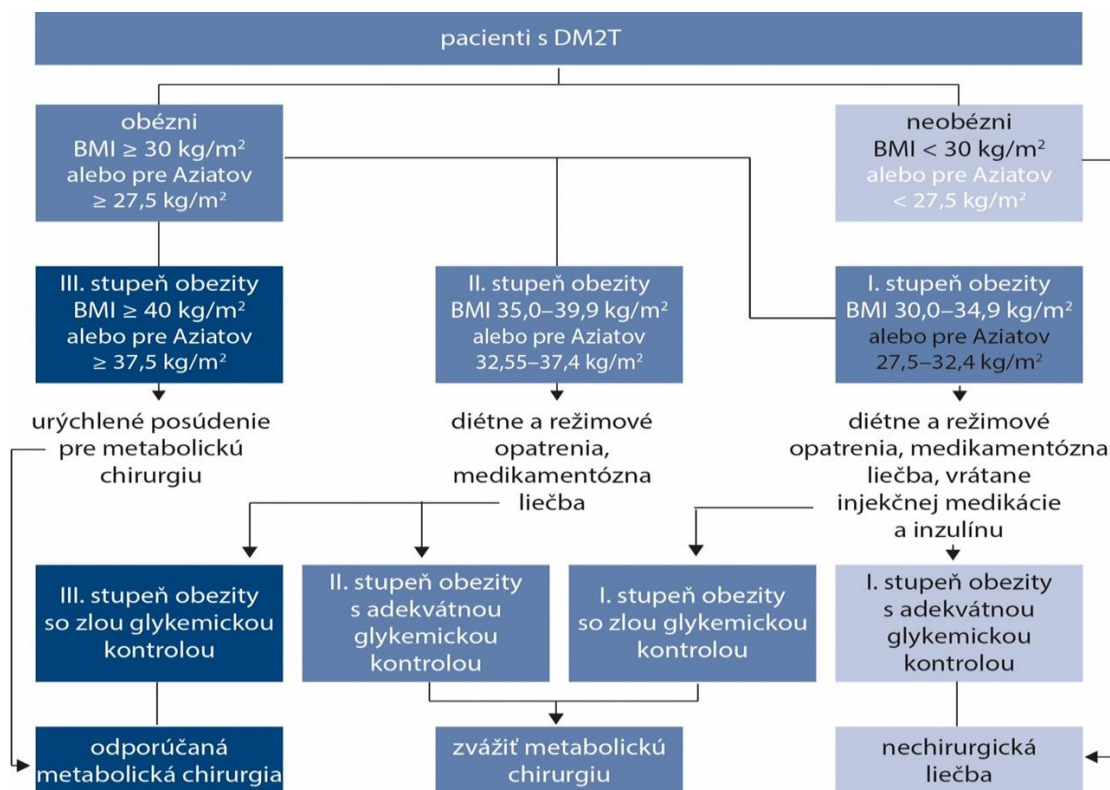 pacienti s DM2T
obézni
BMI ≥ 30 kg/m²
alebo pre Aziatov
≥ 27,5 kg/m²
neobézni
BMI < 30 kg/m²
alebo pre Aziatov
< 27,5 kg/m²
III. stupeň obezity
BMI ≥ 40 kg/m²
alebo pre Aziatov
≥ 37,5 kg/m²
II. stupeň obezity
BMI 35,0–39,9 kg/m²
alebo pre Aziatov
32,55–37,4 kg/m²
I. stupeň obezity
BMI 30,0–34,9 kg/m²
alebo pre Aziatov
27,5–32,4 kg/m²
urýchlené posúdenie
pre metabolickú
chirurgiu
diétne a režimové
opatrenia,
medikamentózna
liečba
diétne a režimové
opatrenia, medikamentózna
liečba, vrátane
injekčnej medikácie
a inzulínu
III. stupeň obezity
so zlou glykemickou
kontrolou
II. stupeň obezity
s adekvátnou
glykemickou
kontrolou
I. stupeň obezity
so zlou glykemickou
kontrolou
I. stupeň obezity
s adekvátnou
glykemickou
kontrolou
odporúčaná
metabolická chirurgia
zvážiť metabolickú
chirurgiu
nechirurgická
liečba